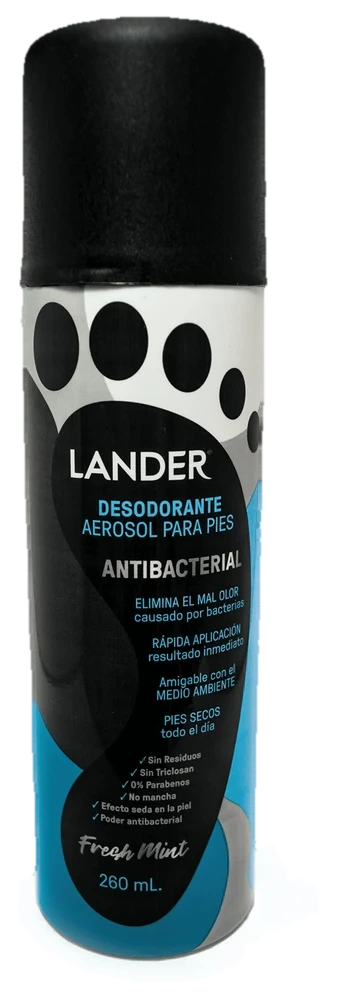 LANDER
DESODORANTE
AEROSOL PARA PIES
ANTIBACTERIAL
ELIMINA EL MAL OLOR
causado por bacterias
RÁPIDA APLICACIÓN
resultado inmediato
Amigable con el
MEDIO AMBIENTE
PIES SECOS
todo el día
✓Sin Residuos
✓Sin Triclosan
✓0% Parabenos
✓No mancha
✓Efecto seda en la piel
✓Poder antibacterial
Fresh Mint
260 mL.